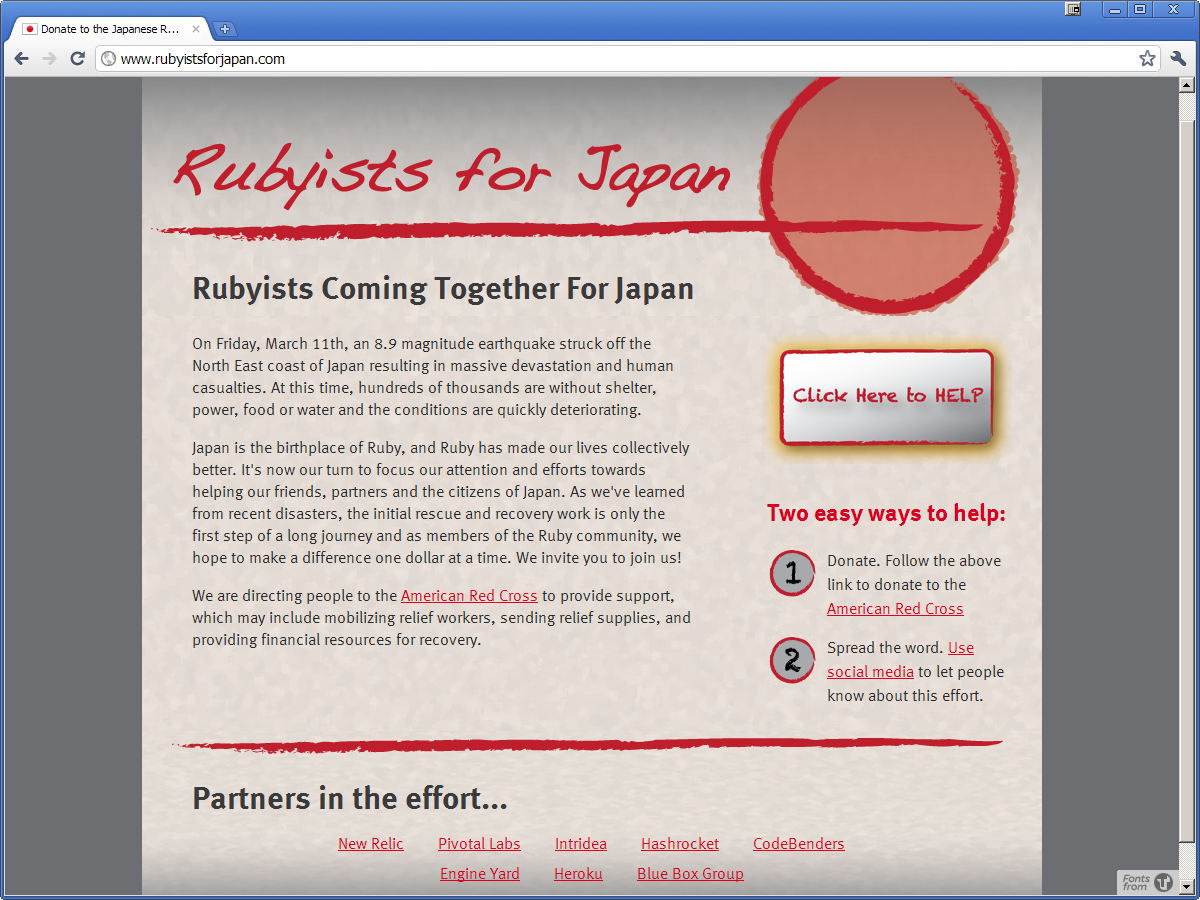 Donate to the Japanese R...
www.rubyistsforjapan.com
Rubyists for Japan
Rubyists Coming Together For Japan
On Friday, March 11th, an 8.9 magnitude earthquake struck off the
North East coast of Japan resulting in massive devastation and human
casualties. At this time, hundreds of thousands are without shelter,
power, food or water and the conditions are quickly deteriorating.
Japan is the birthplace of Ruby, and Ruby has made our lives collectively
better. It's now our turn to focus our attention and efforts towards
helping our friends, partners and the citizens of Japan. As we've learned
from recent disasters, the initial rescue and recovery work is only the
first step of a long journey and as members of the Ruby community, we
hope to make a difference one dollar at a time. We invite you to join us!
We are directing people to the American Red Cross to provide support,
which may include mobilizing relief workers, sending relief supplies, and
providing financial resources for recovery.
Click Here to HELP
Two easy ways to help:
1
Donate. Follow the above
link to donate to the
American Red Cross
2
Spread the word. Use
social media to let people
know about this effort.
Partners in the effort...
New Relic Pivotal Labs Intridea Hashrocket CodeBenders
Engine Yard Heroku Blue Box Group
Fonts
from